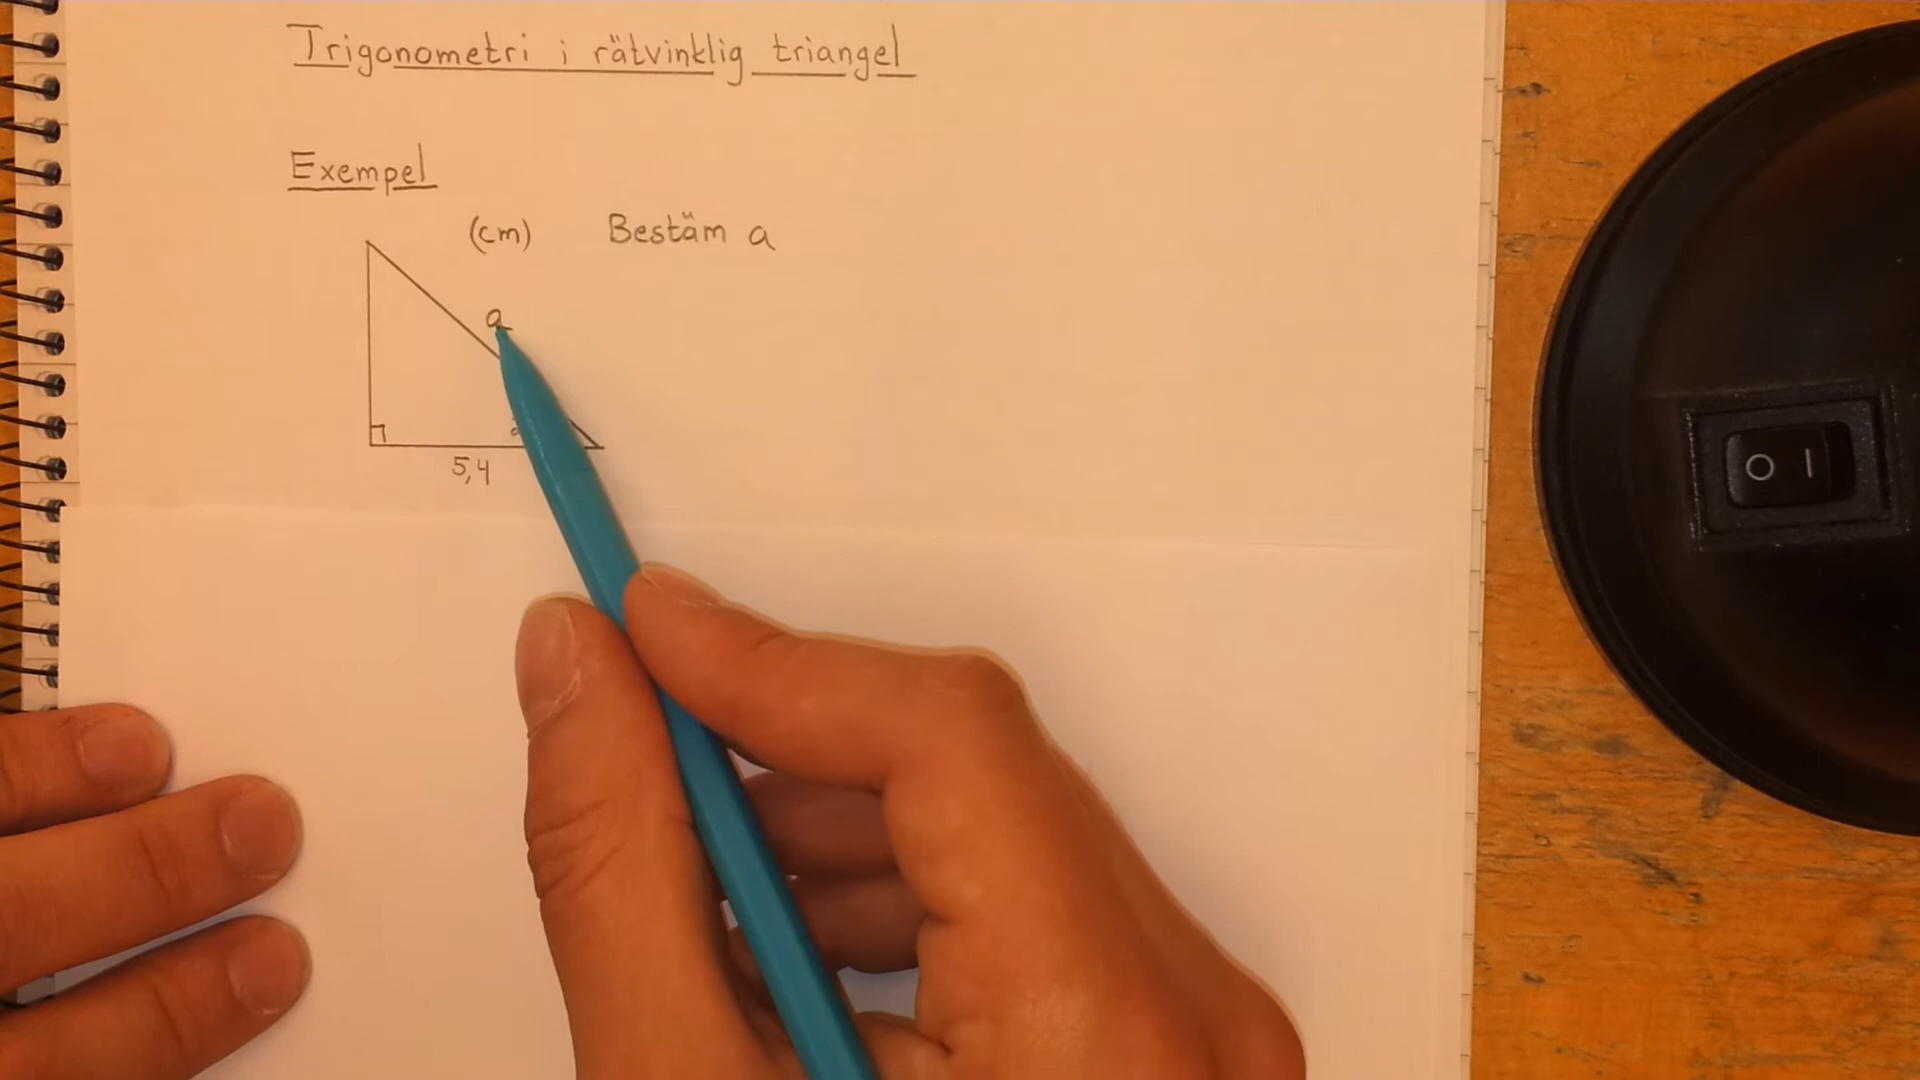 Trigonometri i rätvinklig triangel
Exempel
(cm) Bestäm a
a
5,4
O I